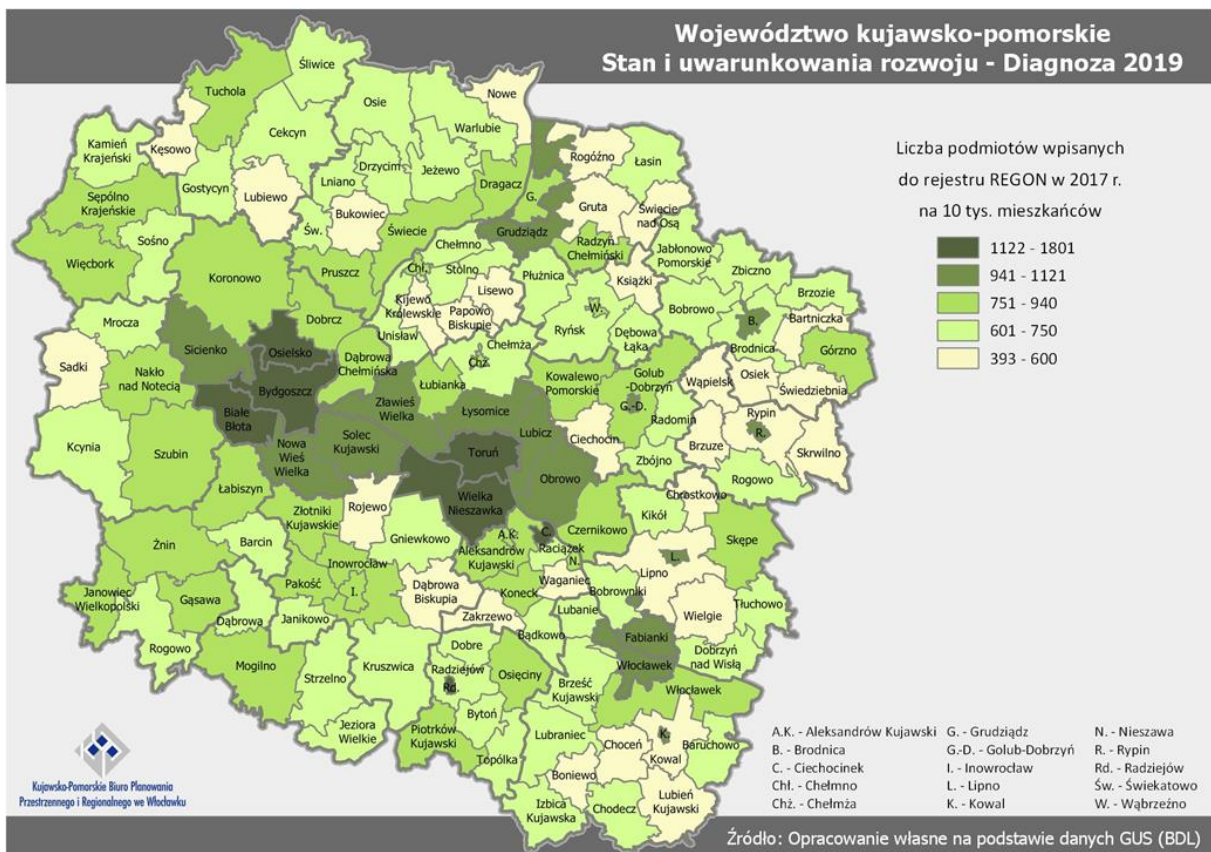 Województwo kujawsko-pomorskie
Stan i uwarunkowania rozwoju - Diagnoza 2019
Liczba podmiotów wpisanych
do rejestru REGON w 2017 r.
na 10 tys. mieszkańców
1122 - 1801
941 - 1121
751 - 940
601 - 750
393 - 600
Śliwice
Tuchola
Nowe
Osie
Cekcyn
Warlubie
Kamień
Krajeński
Kęsowo
Rogóźno
Łasin
Drzycim
Jeżewo
Gostycyn
Lniano
Dragacz
G.
Sępólno
Krajeńskie
Lubiewo
Bukowiec
Gruta
Święcie
nad Osą
Św.
Świecie
Grudziądz
Sośno
Radzyń
Chełmiński
Jabłonowo
Pomorskie
Chełmno
Więcbork
Koronowo
Pruszcz
Chł.
Stolno
Płużnica
Książki
Zbiczno
Lisewo
Brzozie
Kijewo
Królewskie
Papowo
Biskupie
W.
Bobrowo
Bartniczka
Mrocza
Dobrcz
Unisław
Ryńsk
Dębowa
Łąka
B.
Sicienko
Osielsko
Chełmża
Brodnica
Górzno
Sadki
Dąbrowa
Chełmińska
Chż.
Nakło
nad Notecią
Bydgoszcz
Łubianka
Kowalewo
Pomorskie
Golub
-Dobrzyń
Wąpielsk
Osiek
Świedziebnia
Białe
Błota
Zławieś
Wielka
Łysomice
G.-D.
Rypin
Lubicz
Radomin
R.
Kcynia
Nowa
Wieś
Wielka
Solec
Kujawski
Toruń
Ciechocin
Brzuze
Skrwilno
Szubin
Zbójno
Rogowo
Łabiszyn
Wielka
Nieszawka
Obrowo
Rojewo
Chrostkowo
Złotniki
Kujawskie
Kikół
Żnin
Barcin
Gniewkowo
A.K.
C.
Czernikowo
Skępe
Aleksandrów
Kujawski
Raciążek
N.
L.
Inowrocław
Lipno
Janowiec
Wielkopolski
Gąsawa
Pakość
I.
Dąbrowa
Biskupia
Koneck
Waganiec
Bobrowniki
Tłuchowo
Dąbrowa
Janikowo
Zakrzewo
Lubanie
Wielgie
Rogowo
Bądkowo
Fabianki
Dobrzyń
nad Wisłą
Mogilno
Kruszwica
Dobre
Włocławek
Strzelno
Radziejów
Osięciny
Brześć
Kujawski
Rd.
Włocławek
Jeziora
Wielkie
Bytoń
Piotrków
Kujawski
Lubraniec
Choceń
K.
Kowal
Baruchowo
Topólka
Boniewo
Lubień
Kujawski
Izbica
Kujawska
Chodecz
A.K. - Aleksandrów Kujawski
B. - Brodnica
C. - Ciechocinek
Chł. - Chełmno
Chż. - Chełmża
G. - Grudziądz
G.-D. - Golub-Dobrzyń
I. - Inowrocław
L. - Lipno
K. - Kowal
N. - Nieszawa
R. - Rypin
Rd. - Radziejów
Św. - Świekatowo
W. - Wąbrzeźno
Kujawsko-Pomorskie Biuro Planowania
Przestrzennego i Regionalnego we Włocławku
Źródło: Opracowanie własne na podstawie danych GUS (BDL)